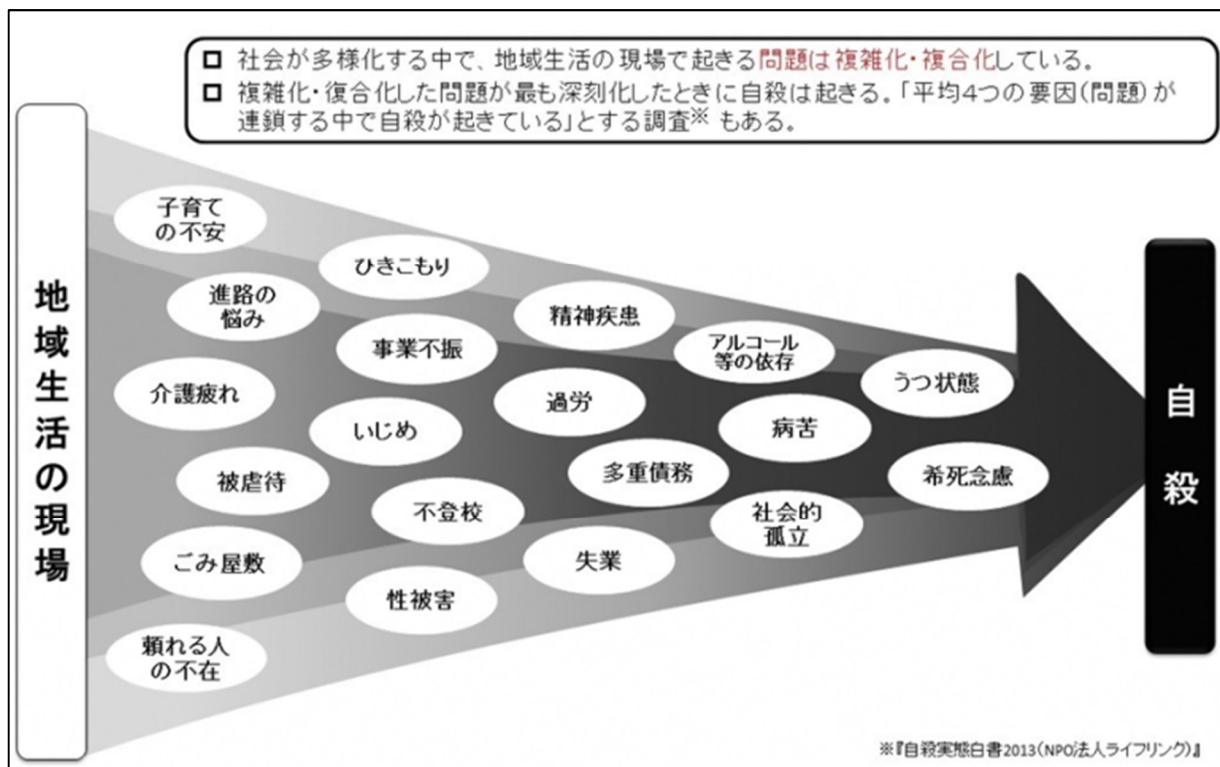 □ 社会が多様化する中で、地域生活の現場で起きる問題は複雑化・複合化している。
□ 複雑化・復合化した問題が最も深刻化したときに自殺は起きる。「平均4つの要因(問題)が
連鎖する中で自殺が起きている」とする調査※ もある。
地域生活の現場
子育て
の不安
ひきこもり
進路の
悩み
精神疾患
事業不振
アルコール
等の依存
うつ状態
介護疲れ
過労
いじめ
病苦
被虐待
多重債務
希死念慮
不登校
社会的
孤立
ごみ屋敷
失業
性被害
頼れる人
の不在
自殺
※『自殺実態白書2013(NPO法人ライフリンク)』